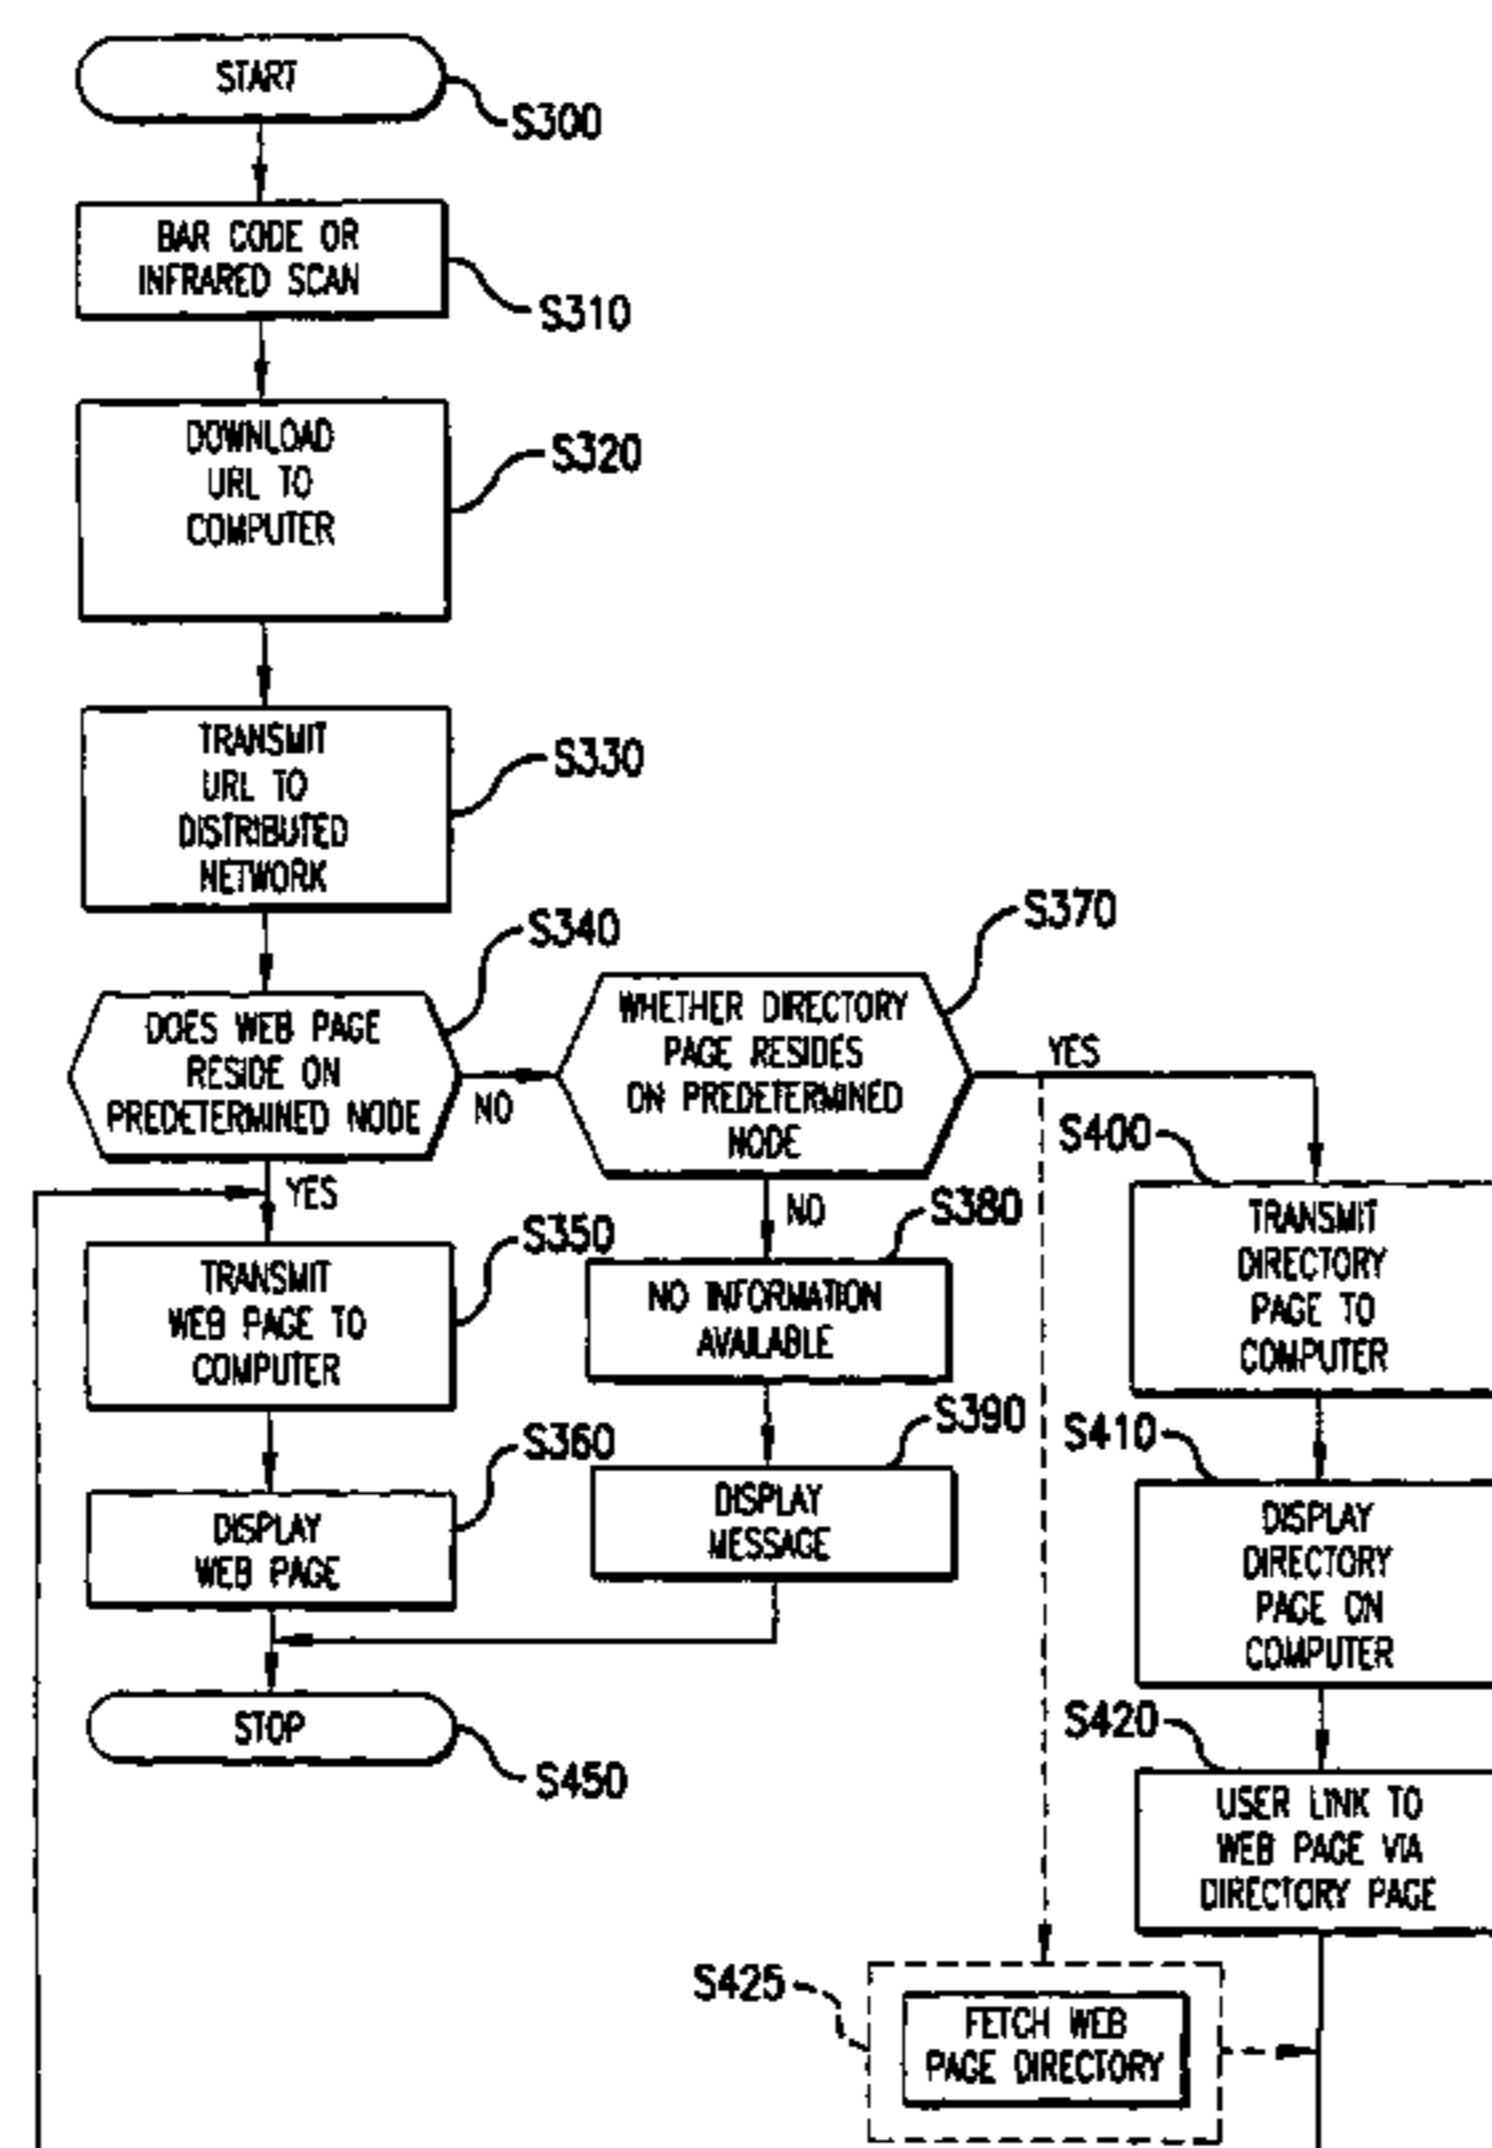 START
S300
BAR CODE OR
INFRARED SCAN
S310
DOWNLOAD
URL TO
COMPUTER
S320
TRANSMIT
URL TO
DISTRIBUTED
NETWORK
S330
DOES WEB PAGE
RESIDE ON
PREDETERMINED NODE
S340
NO
YES
WHETHER DIRECTORY
PAGE RESIDES
ON PREDETERMINED
NODE
S370
YES
NO
TRANSMIT
WEB PAGE TO
COMPUTER
S350
NO INFORMATION
AVAILABLE
S380
S400
TRANSMIT
DIRECTORY
PAGE TO
COMPUTER
DISPLAY
WEB PAGE
S360
DISPLAY
MESSAGE
S390
S410
DISPLAY
DIRECTORY
PAGE ON
COMPUTER
STOP
S450
S420
USER LINK TO
WEB PAGE VIA
DIRECTORY PAGE
S425
FETCH WEB
PAGE DIRECTORY